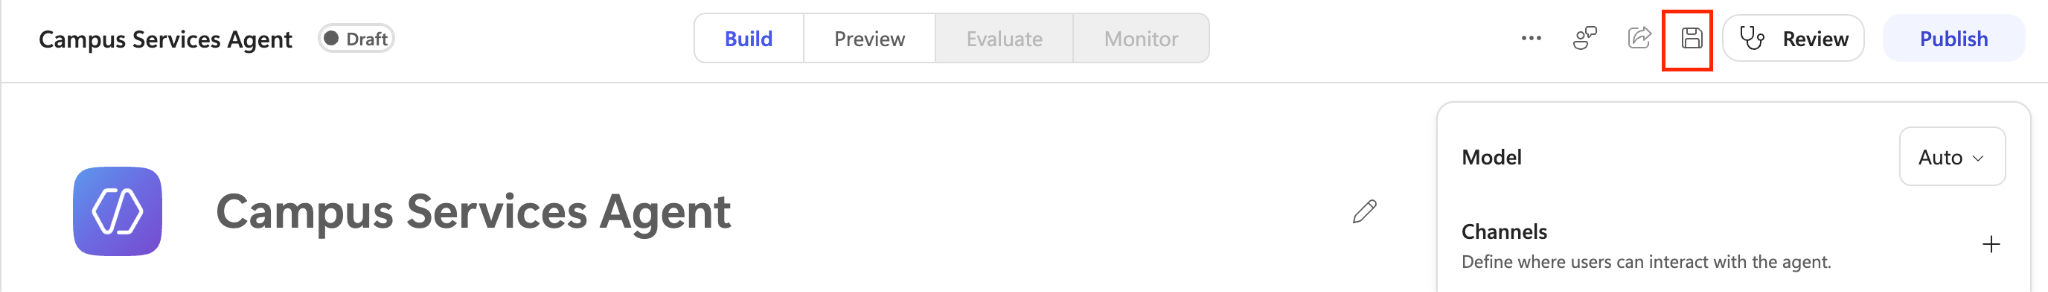 Campus Services Agent
Draft
Build
Preview
Evaluate
Monitor
Review
Publish
Campus Services Agent
Model
Auto
Channels
Define where users can interact with the agent.